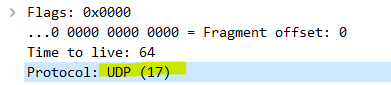 Flags: 0x0000
...0 0000 0000 0000 = Fragment offset: 0
Time to live: 64
Protocol: UDP (17)